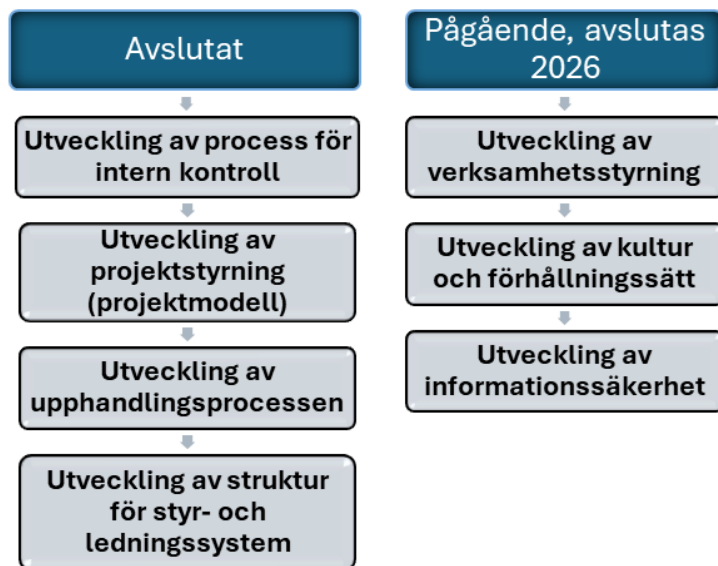 Avslutat
Utveckling av process för
intern kontroll
Utveckling av
projektstyrning
(projektmodell)
Utveckling av
upphandlingsprocessen
Utveckling av struktur
för styr- och
ledningssystem
Pågående, avslutas
2026
Utveckling av
verksamhetsstyrning
Utveckling av kultur
och förhållningssätt
Utveckling av
informationssäkerhet